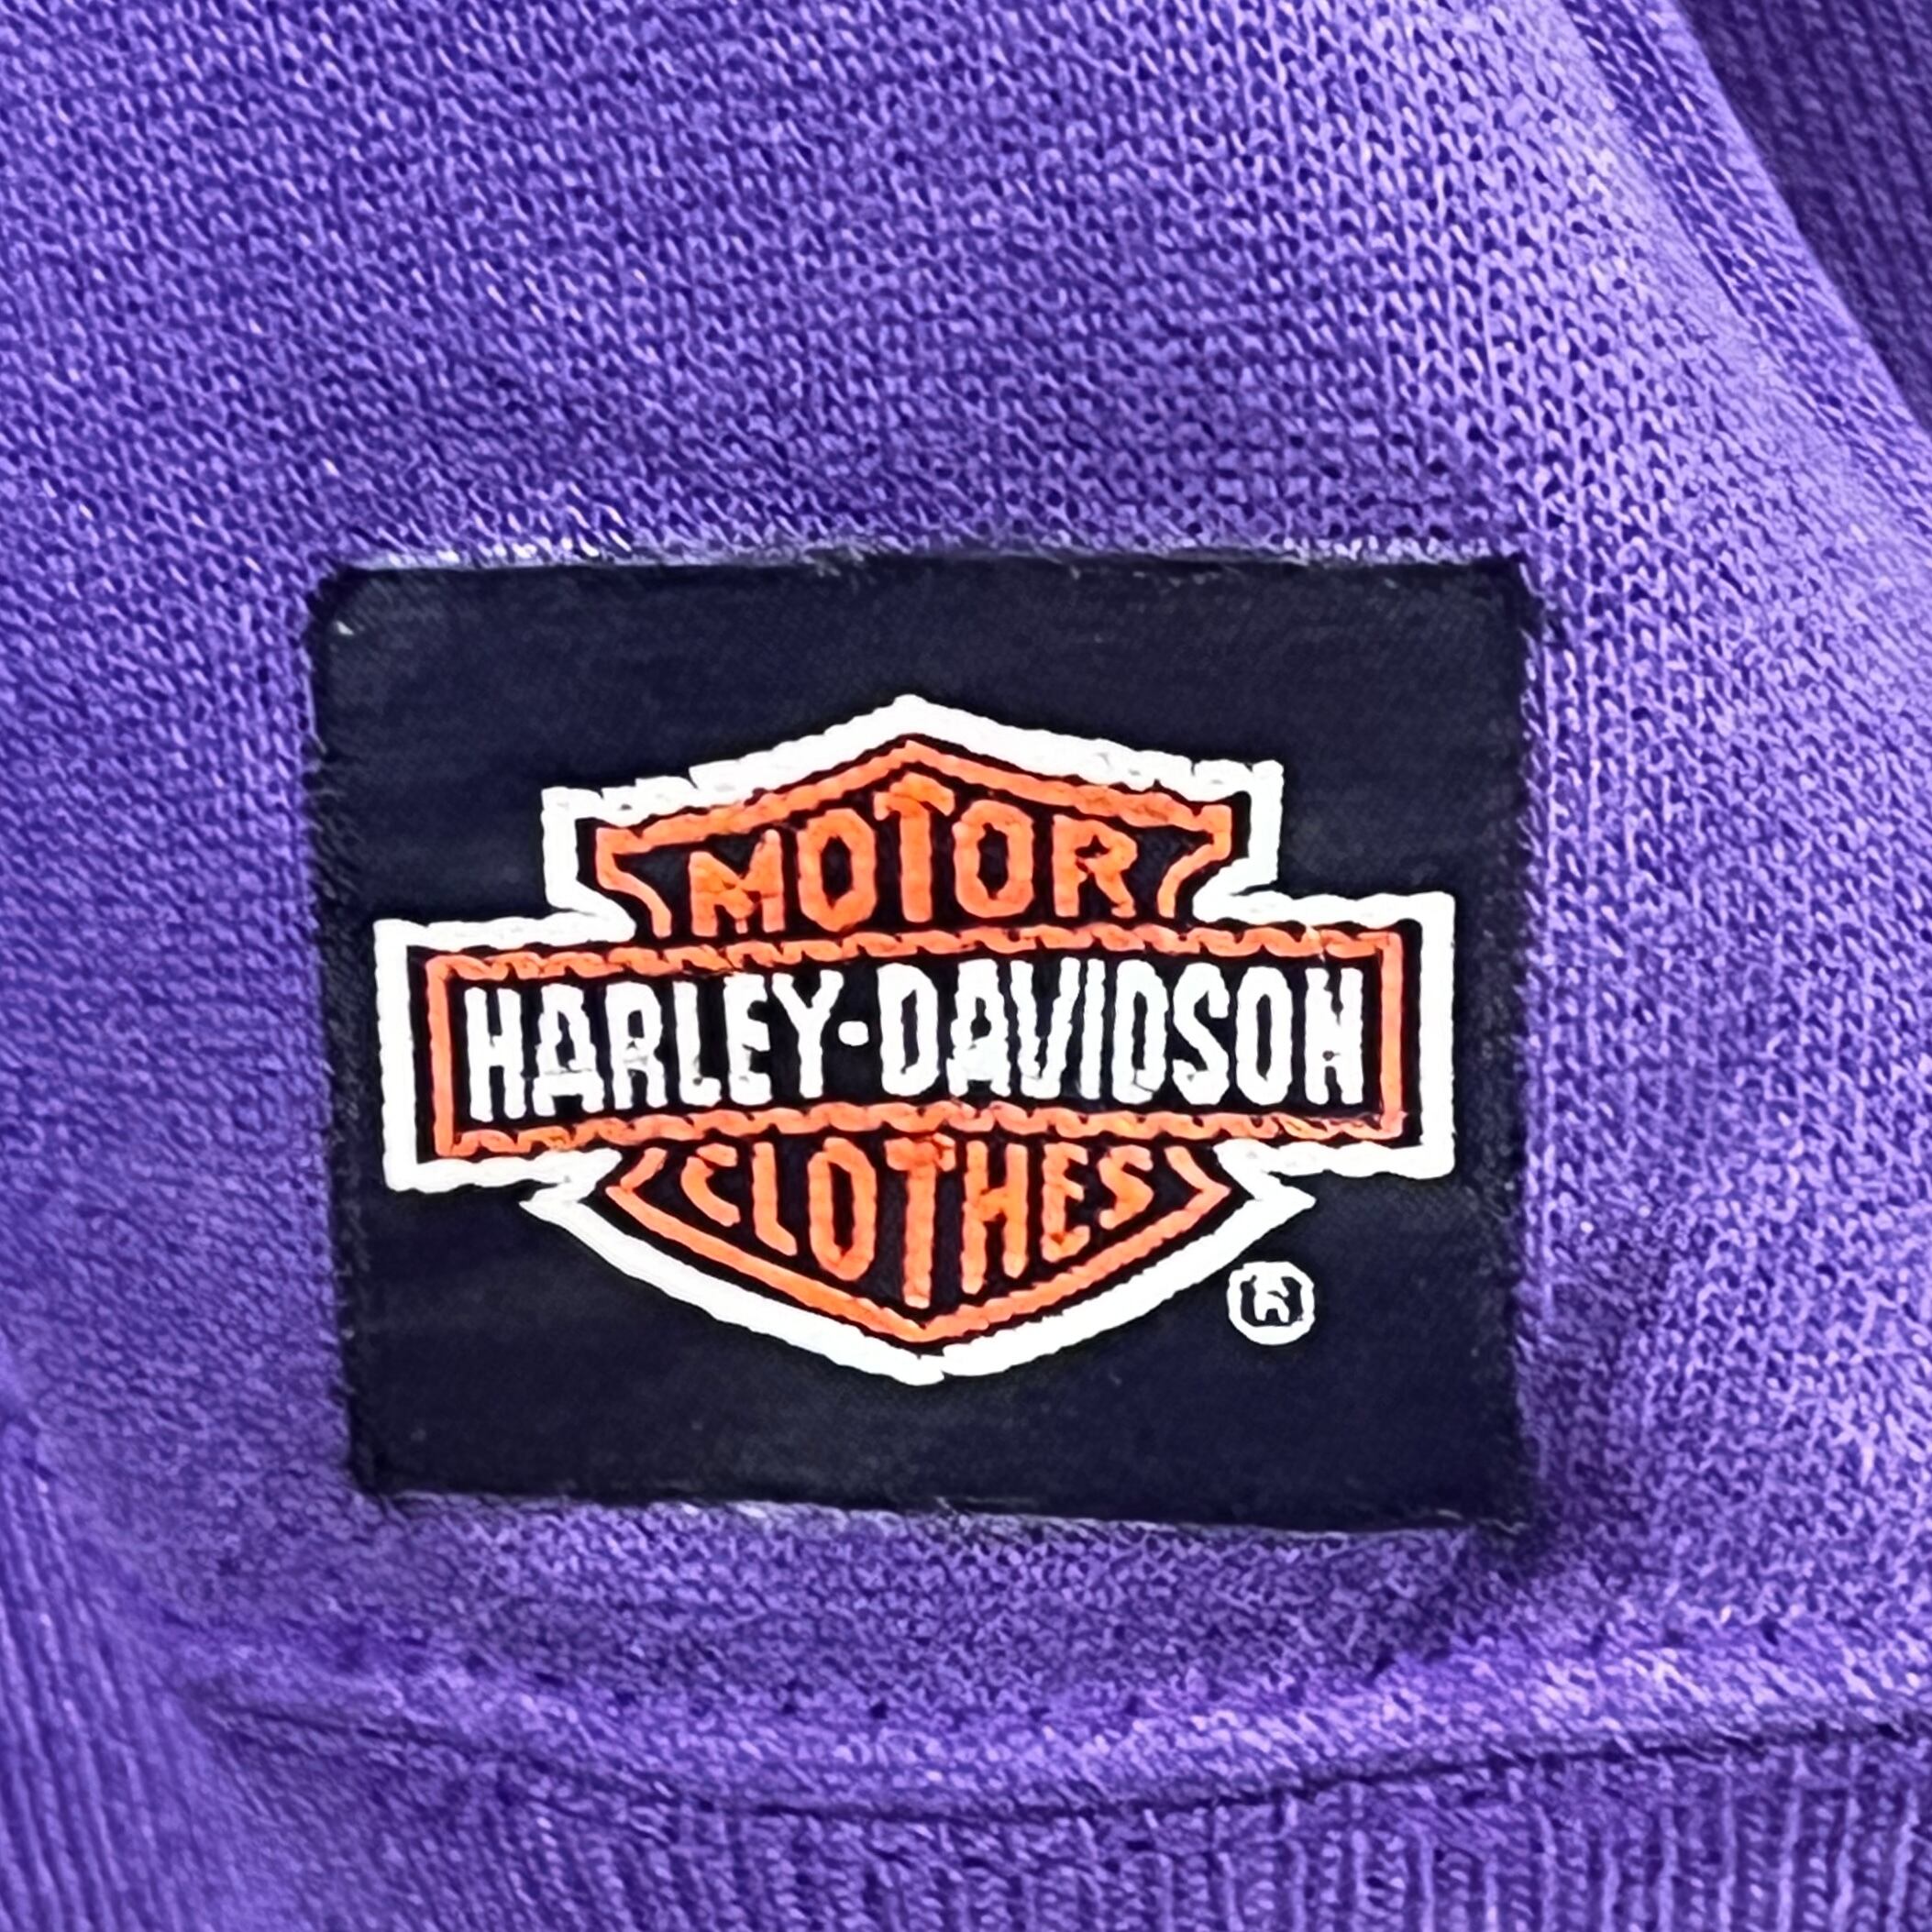 MOTOR
HARLEY-DAVIDSON
CLOTHES
®